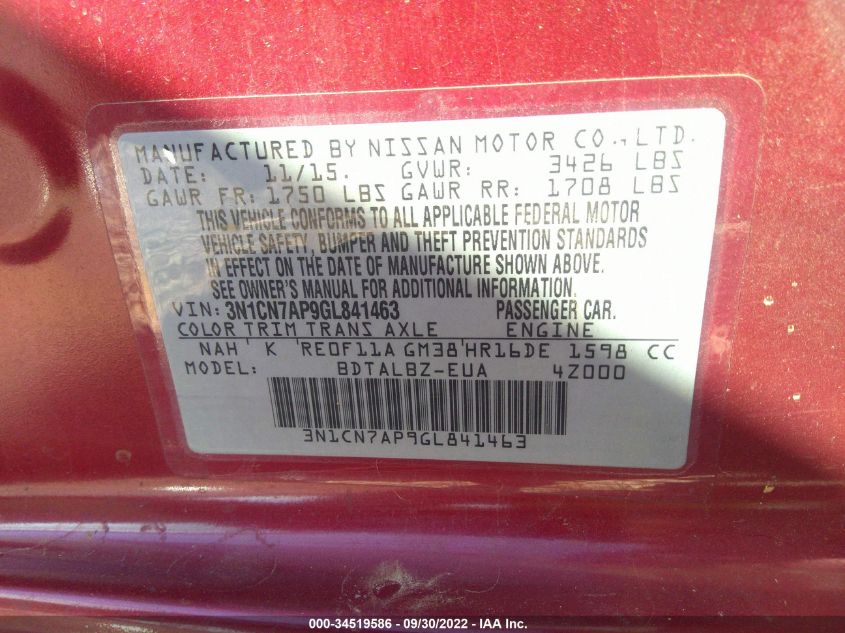 MANUFACTURED BY NISSAN MOTOR CO., LTD.
DATE: 11/15. GVWR: 3426 LBS
GAWR FR: 1750 LBS GAWR RR: 1708 LBS
THIS VEHICLE CONFORMS TO ALL APPLICABLE FEDERAL MOTOR
VEHICLE SAFETY, BUMPER AND THEFT PREVENTION STANDARDS
IN EFFECT ON THE DATE OF MANUFACTURE SHOWN ABOVE.
SEE OWNER'S MANUAL FOR ADDITIONAL INFORMATION.
VIN: 3N1CN7AP9GL841463 PASSENGER CAR.
COLOR TRIM TRANS AXLE ENGINE
NAH' K 'RE0F11A GM38'HR16DE 1598 CC
MODEL: BDTALBZ-EUA 4Z000
3N1CN7AP9GL841463
000-34519586 - 09/30/2022 - IAA Inc.